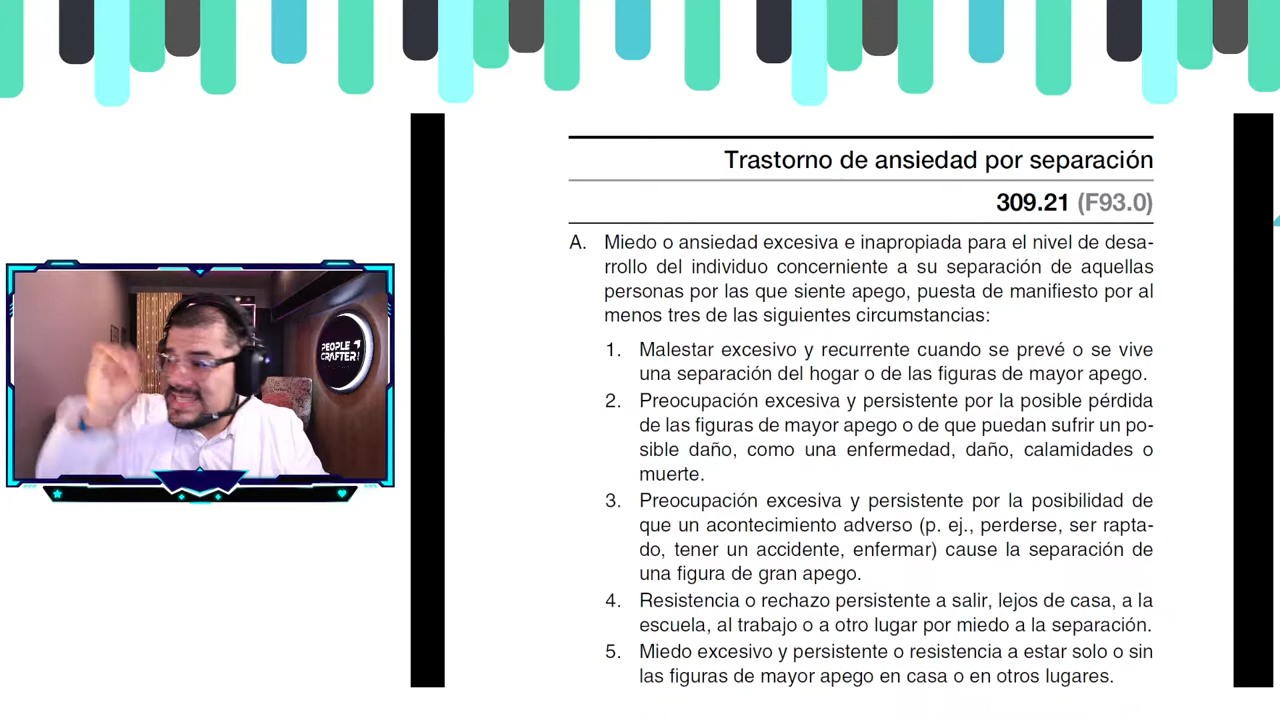 Trastorno de ansiedad por separación
309.21 (F93.0)
A. Miedo o ansiedad excesiva e inapropiada para el nivel de desa-
rrollo del individuo concerniente a su separación de aquellas
personas por las que siente apego, puesta de manifiesto por al
menos tres de las siguientes circunstancias:
1. Malestar excesivo y recurrente cuando se prevé o se vive
una separación del hogar o de las figuras de mayor apego.
2. Preocupación excesiva y persistente por la posible pérdida
de las figuras de mayor apego o de que puedan sufrir un po-
sible daño, como una enfermedad, daño, calamidades o
muerte.
3. Preocupación excesiva y persistente por la posibilidad de
que un acontecimiento adverso (p. ej., perderse, ser rapta-
do, tener un accidente, enfermar) cause la separación de
una figura de gran apego.
4. Resistencia o rechazo persistente a salir, lejos de casa, a la
escuela, al trabajo o a otro lugar por miedo a la separación.
5. Miedo excesivo y persistente o resistencia a estar solo o sin
las figuras de mayor apego en casa o en otros lugares.
PEOPLE
CRAFTER!